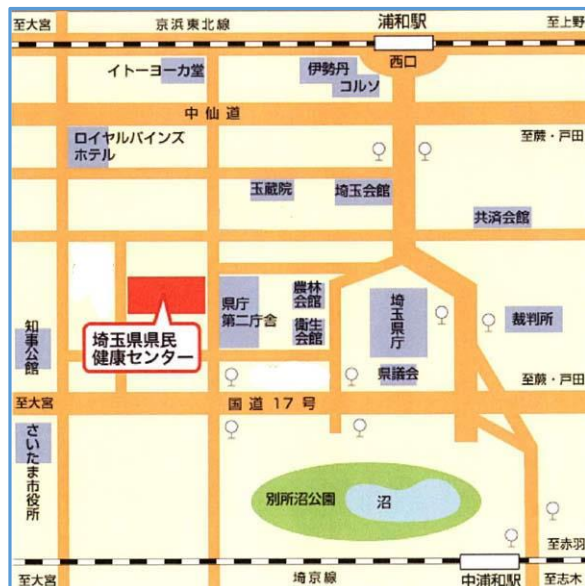 至大宮
京浜東北線
浦和駅
至上野
西口
イトーヨーカ堂
伊勢丹
コルソ
中仙道
至蕨・戸田
ロイヤルパインズ
ホテル
玉蔵院
埼玉会館
共済会館
県庁
第二庁舎
農林
会館
衛生
会館
埼玉県庁
裁判所
知事公館
埼玉県県民
健康センター
県議会
至蕨・戸田
至大宮
国道17号
さいたま市役所
別所沼公園
沼
至赤羽
至大宮
埼京線
中浦和駅
至志木